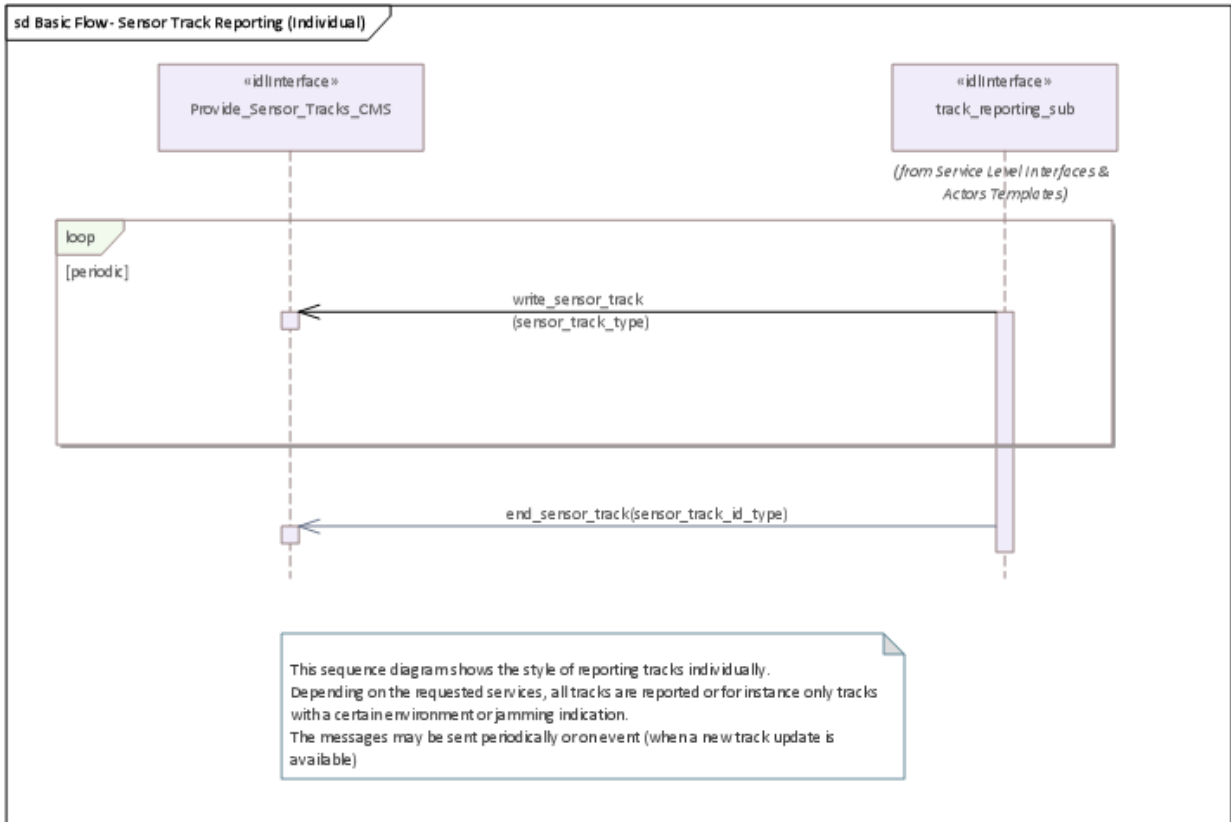 sd Basic Flow- Sensor Track Reporting (Individual)
«idlInterface»
Provide_Sensor_Tracks_CMS
«idlInterface»
track_reporting_sub
(from Service Level Interfaces &
Actors Templates)
loop
[periodic]
write_sensor_track
(sensor_track_type)
end_sensor_track(sensor_track_id_type)
This sequence diagram shows the style of reporting tracks individually.
Depending on the requested services, all tracks are reported or for instance only tracks
with a certain environment or jamming indication.
The messages may be sent periodically or on event (when a new track update is
available)